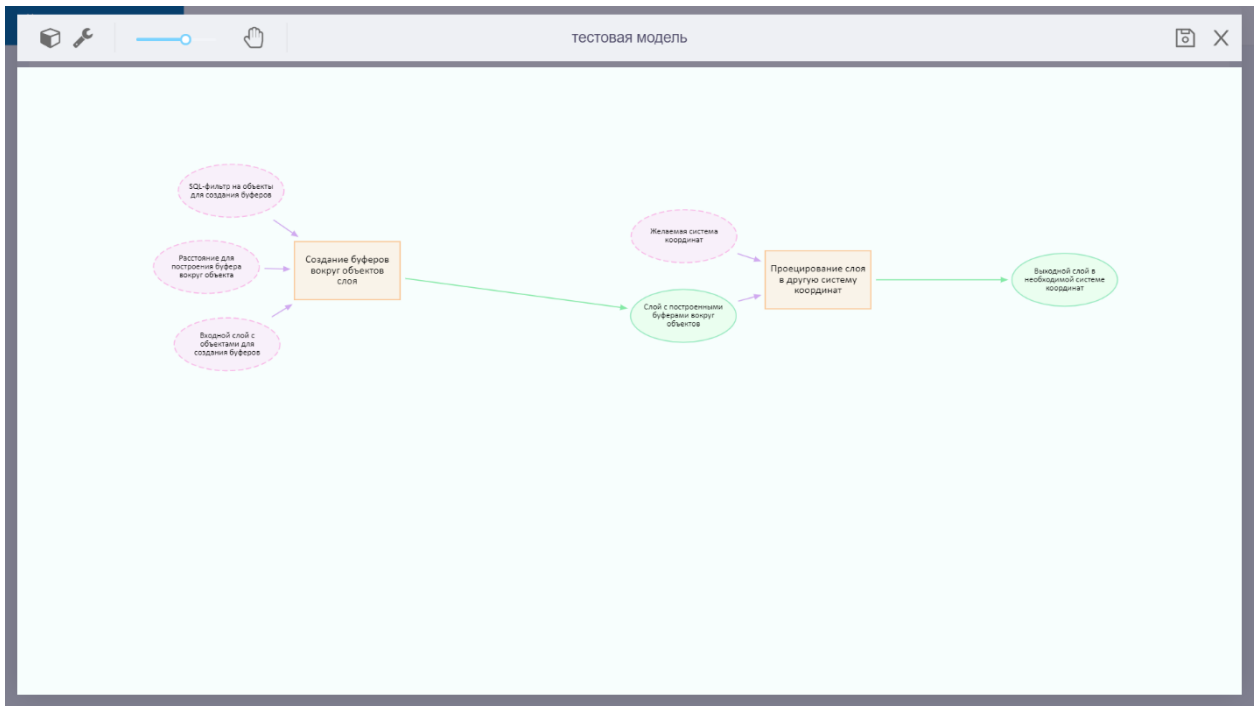 тестовая модель
SQL-фильтр на объекты
для создания буферов
Расстояние для
построения буфера
вокруг объекта
Входной слой с
объектами для
создания буферов
Создание буферов
вокруг объектов
слоя
Желаемая система
координат
Слой с построенными
буферами вокруг
объектов
Проецирование слоя
в другую систему
координат
Выходной слой в
необходимой системе
координат